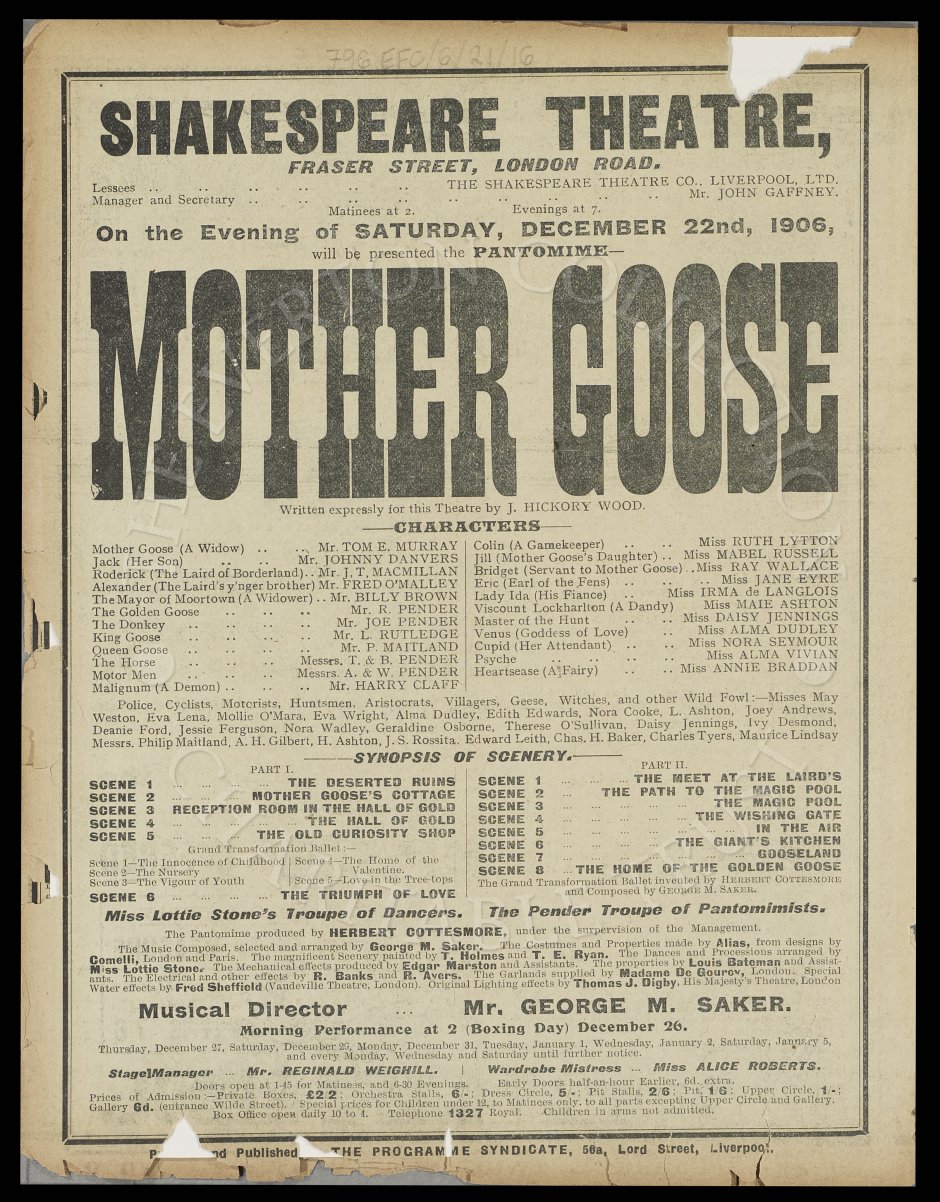 796 EFC/6/21/16
SHAKESPEARE THEATRE,
FRASER STREET, LONDON ROAD.
Lessees .. .. .. .. .. .. THE SHAKESPEARE THEATRE CO., LIVERPOOL, LTD.
Manager and Secretary .. .. .. .. .. .. .. .. .. Mr. JOHN GAFFNEY.
Matinees at 2. Evenings at 7.
On the Evening of SATURDAY, DECEMBER 22nd, 1906,
will be presented the PANTOMIME—
MOTHER GOOSE
Written expressly for this Theatre by J. HICKORY WOOD.
CHARACTERS
Mother Goose (A Widow) .. .. Mr. TOM E. MURRAY
Jack (Her Son) .. .. Mr. JOHNNY DANVERS
Roderick (The Laird of Borderland) .. Mr. J. T. MACMILLAN
Alexander (The Laird's y'nger brother) Mr. FRED O'MALLEY
The Mayor of Moortown (A Widower) .. Mr. BILLY BROWN
The Golden Goose .. .. .. Mr. R. PENDER
The Donkey .. .. .. .. Mr. JOE PENDER
King Goose .. .. .. .. Mr. L. RUTLEDGE
Queen Goose .. .. .. .. Mr. P. MAITLAND
The Horse .. .. .. Messrs. T. & B. PENDER
Motor Men .. .. .. Messrs. A. & W. PENDER
Malignum (A Demon) .. .. .. Mr. HARRY CLAFF
Colin (A Gamekeeper) .. .. Miss RUTH LYTTON
Jill (Mother Goose's Daughter) .. Miss MABEL RUSSELL
Bridget (Servant to Mother Goose) .. Miss RAY WALLACE
Eric (Earl of the Fens) .. .. .. Miss JANE EYRE
Lady Ida (His Fiance) .. .. Miss IRMA de LANGLOIS
Viscount Lockharlton (A Dandy) Miss MAIE ASHTON
Master of the Hunt .. .. Miss DAISY JENNINGS
Venus (Goddess of Love) .. Miss ALMA DUDLEY
Cupid (Her Attendant) .. .. Miss NORA SEYMOUR
Psyche .. .. .. .. Miss ALMA VIVIAN
Heartsease (A Fairy) .. .. Miss ANNIE BRADDAN
Police, Cyclists, Motorists, Huntsmen, Aristocrats, Villagers, Geese, Witches, and other Wild Fowl:—Misses May
Weston, Eva Lena, Mollie O'Mara, Eva Wright, Alma Dudley, Edith Edwards, Nora Cooke, L. Ashton, Joey Andrews,
Deanie Ford, Jessie Ferguson, Nora Wadley, Geraldine Osborne, Therese O'Sullivan, Daisy Jennings, Ivy Desmond,
Messrs. Philip Maitland, A. H. Gilbert, H. Ashton, J. S. Rossita, Edward Leith, Chas. H. Baker, Charles Tyers, Maurice Lindsay
SYNOPSIS OF SCENERY.
PART I.
SCENE 1 ... ... ... THE DESERTED RUINS
SCENE 2 ... ... MOTHER GOOSE'S COTTAGE
SCENE 3 RECEPTION ROOM IN THE HALL OF GOLD
SCENE 4 ... ... ... ... THE HALL OF GOLD
SCENE 5 ... ... ... THE OLD CURIOSITY SHOP
Grand Transformation Ballet:—
Scene 1—The Innocence of Childhood
Scene 2—The Nursery
Scene 3—The Vigour of Youth
Scene 4—The Home of the
Valentine.
Scene 5—Love in the Tree-tops
SCENE 6 ... ... ... ... THE TRIUMPH OF LOVE
PART II.
SCENE 1 ... ... ... THE MEET AT THE LAIRD'S
SCENE 2 ... ... THE PATH TO THE MAGIC POOL
SCENE 3 ... ... ... ... ... THE MAGIC POOL
SCENE 4 ... ... ... ... THE WISHING GATE
SCENE 5 ... ... ... ... ... ... IN THE AIR
SCENE 6 ... ... ... ... THE GIANT'S KITCHEN
SCENE 7 ... ... ... ... ... ... GOOSELAND
SCENE 8 ... THE HOME OF THE GOLDEN GOOSE
The Grand Transformation Ballet invented by HERBERT COTTESMORE
and Composed by GEORGE M. SAKER.
Miss Lottie Stone's Troupe of Dancers. The Pender Troupe of Pantomimists.
The Pantomime produced by HERBERT COTTESMORE, under the supervision of the Management.
The Music Composed, selected and arranged by George M. Saker. The Costumes and Properties made by Alias, from designs by
Comelli, London and Paris. The magnificent Scenery painted by T. Holmes and T. E. Ryan. The Dances and Processions arranged by
Miss Lottie Stone. The Mechanical effects produced by Edgar Marston and Assistants. The properties by Louis Bateman and Assist-
ants. The Electrical and other effects by R. Banks and R. Avers. The Garlands supplied by Madame De Gourcy, London. Special
Water effects by Fred Sheffield (Vaudeville Theatre, London). Original Lighting effects by Thomas J. Digby, His Majesty's Theatre, London
Musical Director ... Mr. GEORGE M. SAKER.
Morning Performance at 2 (Boxing Day) December 26.
Thursday, December 27, Saturday, December 29, Monday, December 31, Tuesday, January 1, Wednesday, January 2, Saturday, January 5,
and every Monday, Wednesday and Saturday until further notice.
Stage Manager ... Mr. REGINALD WEIGHILL. | Wardrobe Mistress ... Miss ALICE ROBERTS.
Doors open at 1-45 for Matinees, and 6-30 Evenings. Early Doors half-an-hour Earlier, 6d. extra.
Prices of Admission:—Private Boxes, £2/2; Orchestra Stalls, 6/-; Dress Circle, 5/-; Pit Stalls, 2/6; Pit, 1/6; Upper Circle, 1/-;
Gallery 6d. (entrance Wilde Street). Special prices for Children under 12, to Matinees only, to all parts excepting Upper Circle and Gallery.
Box Office open daily 10 to 4. Telephone 1327 Royal. Children in arms not admitted,
nd Published THE PROGRAMME SYNDICATE, 56a, Lord Street, Liverpool.
THE EVERTON COLLECTION CHARITABLE TRUST